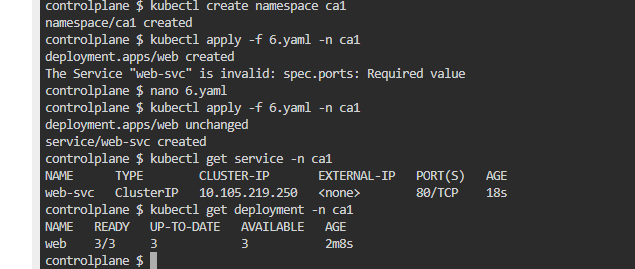 controlplane $ kubectl create namespace ca1
namespace/ca1 created
controlplane $ kubectl apply -f 6.yaml -n ca1
deployment.apps/web created
The Service "web-svc" is invalid: spec.ports: Required value
controlplane $ nano 6.yaml
controlplane $ kubectl apply -f 6.yaml -n ca1
deployment.apps/web unchanged
service/web-svc created
controlplane $ kubectl get service -n ca1
NAME      TYPE        CLUSTER-IP       EXTERNAL-IP   PORT(S)   AGE
web-svc   ClusterIP   10.105.219.250   <none>        80/TCP    18s
controlplane $ kubectl get deployment -n ca1
NAME   READY   UP-TO-DATE   AVAILABLE   AGE
web    3/3     3            3           2m8s
controlplane $